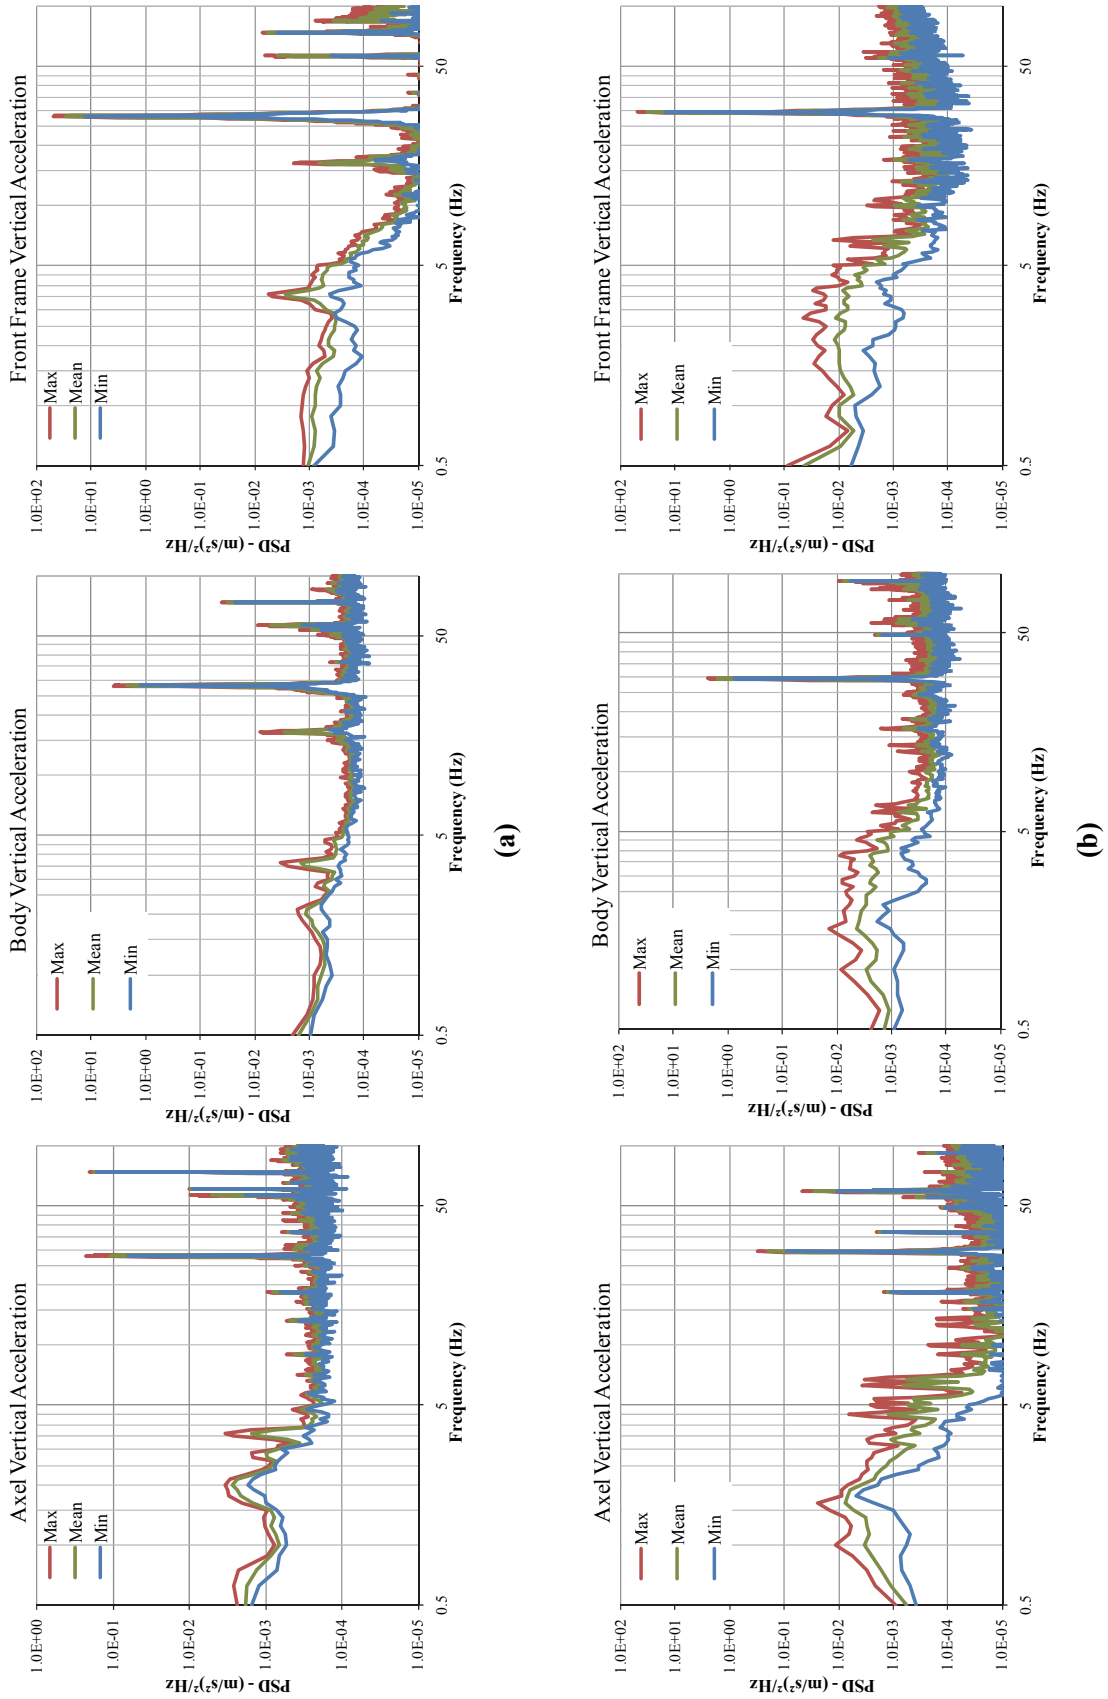 Axel Vertical Acceleration
PSD - (m/s²)²/Hz
1.0E+00
1.0E-01
1.0E-02
1.0E-03
1.0E-04
1.0E-05
Max
Mean
Min
0.5
5
50
Frequency (Hz)
Body Vertical Acceleration
PSD - (m/s²)²/Hz
1.0E+02
1.0E+01
1.0E+00
1.0E-01
1.0E-02
1.0E-03
1.0E-04
1.0E-05
Max
Mean
Min
0.5
5
50
Frequency (Hz)
Front Frame Vertical Acceleration
PSD - (m/s²)²/Hz
1.0E+02
1.0E+01
1.0E+00
1.0E-01
1.0E-02
1.0E-03
1.0E-04
1.0E-05
Max
Mean
Min
0.5
5
50
Frequency (Hz)
(a)
Axel Vertical Acceleration
PSD - (m/s²)²/Hz
1.0E+02
1.0E+01
1.0E+00
1.0E-01
1.0E-02
1.0E-03
1.0E-04
1.0E-05
Max
Mean
Min
0.5
5
50
Frequency (Hz)
Body Vertical Acceleration
PSD - (m/s²)²/Hz
1.0E+02
1.0E+01
1.0E+00
1.0E-01
1.0E-02
1.0E-03
1.0E-04
1.0E-05
Max
Mean
Min
0.5
5
50
Frequency (Hz)
Front Frame Vertical Acceleration
PSD - (m/s²)²/Hz
1.0E+02
1.0E+01
1.0E+00
1.0E-01
1.0E-02
1.0E-03
1.0E-04
1.0E-05
Max
Mean
Min
0.5
5
50
Frequency (Hz)
(b)